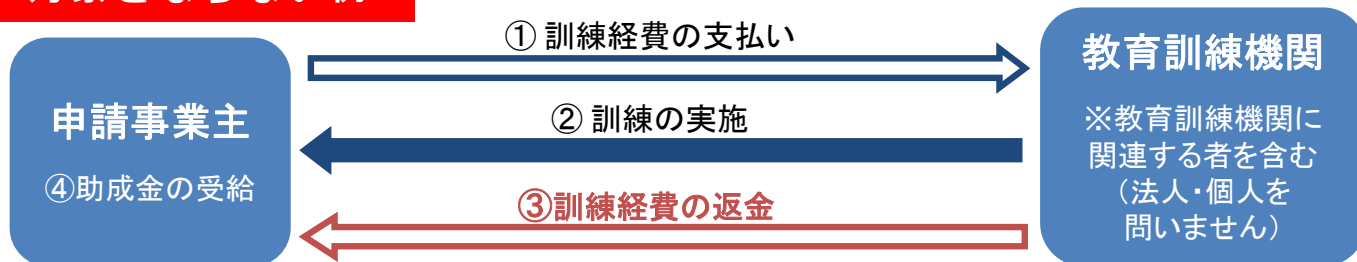 ① 訓練経費の支払い
教育訓練機関
※教育訓練機関に
関連する者を含む
（法人・個人を
問いません）
申請事業主
④助成金の受給
② 訓練の実施
③訓練経費の返金